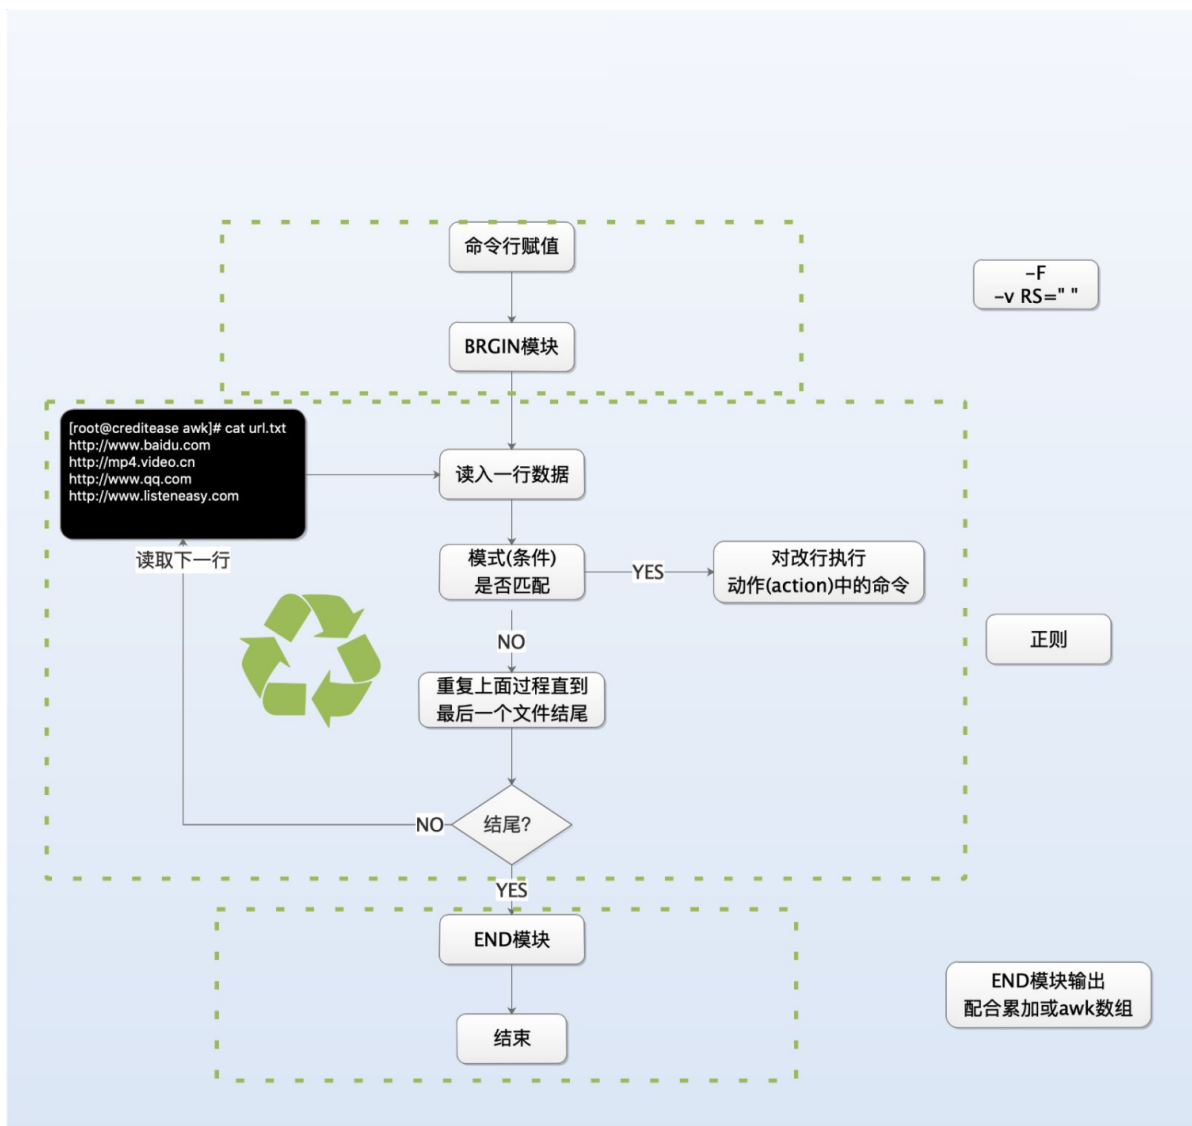 命令行赋值
-F
-v RS=" "
BRGIN模块
[root@creditease awk]# cat url.txt
http://www.baidu.com
http://mp4.video.cn
http://www.qq.com
http://www.listeneasy.com
读入一行数据
读取下一行
模式(条件)
是否匹配
YES
对改行执行
动作(action)中的命令
NO
正则
重复上面过程直到
最后一个文件结尾
NO
结尾?
YES
END模块
END模块输出
配合累加或awk数组
结束